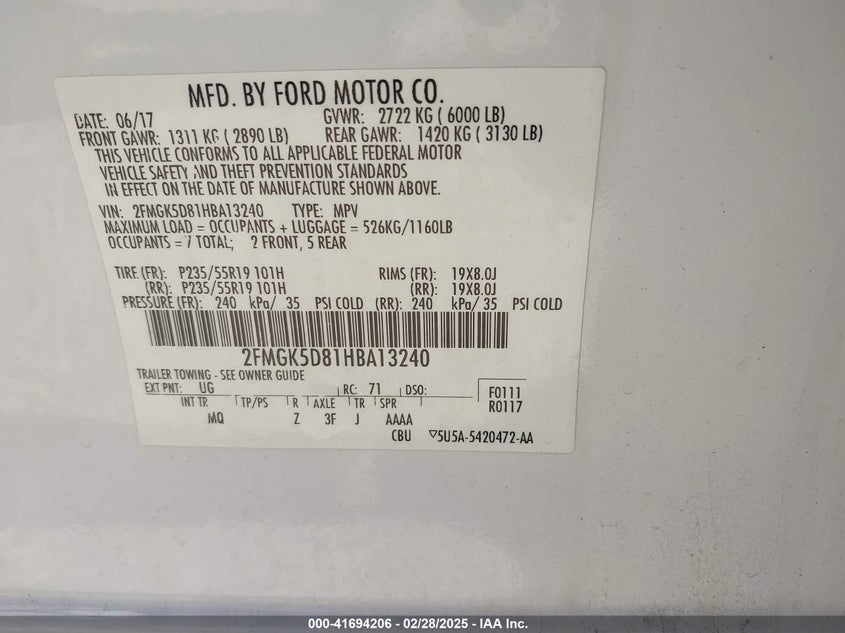 MFD. BY FORD MOTOR CO.
DATE: 06/17 GVWR: 2722 KG ( 6000 LB)
FRONT GAWR: 1311 KG ( 2890 LB) REAR GAWR: 1420 KG ( 3130 LB)
THIS VEHICLE CONFORMS TO ALL APPLICABLE FEDERAL MOTOR
VEHICLE SAFETY AND THEFT PREVENTION STANDARDS
IN EFFECT ON THE DATE OF MANUFACTURE SHOWN ABOVE.
VIN: 2FMGK5D81HBA13240 TYPE: MPV
MAXIMUM LOAD = OCCUPANTS + LUGGAGE = 526KG/1160LB
OCCUPANTS = 7 TOTAL; 2 FRONT, 5 REAR
TIRE (FR): P235/55R19 101H RIMS (FR): 19X8.0J
(RR): P235/55R19 101H (RR): 19X8.0J
PRESSURE (FR): 240 kPa/ 35 PSI COLD (RR): 240 kPa/ 35 PSI COLD
2FMGK5D81HBA13240
TRAILER TOWING - SEE OWNER GUIDE
EXT PNT: UG RC: 71 DSO: F0111
INT TR TP/PS R AXLE TR SPR R0117
MQ Z 3F J AAAA
CBU ▽5U5A-5420472-AA
000-41694206 - 02/28/2025 - IAA Inc.